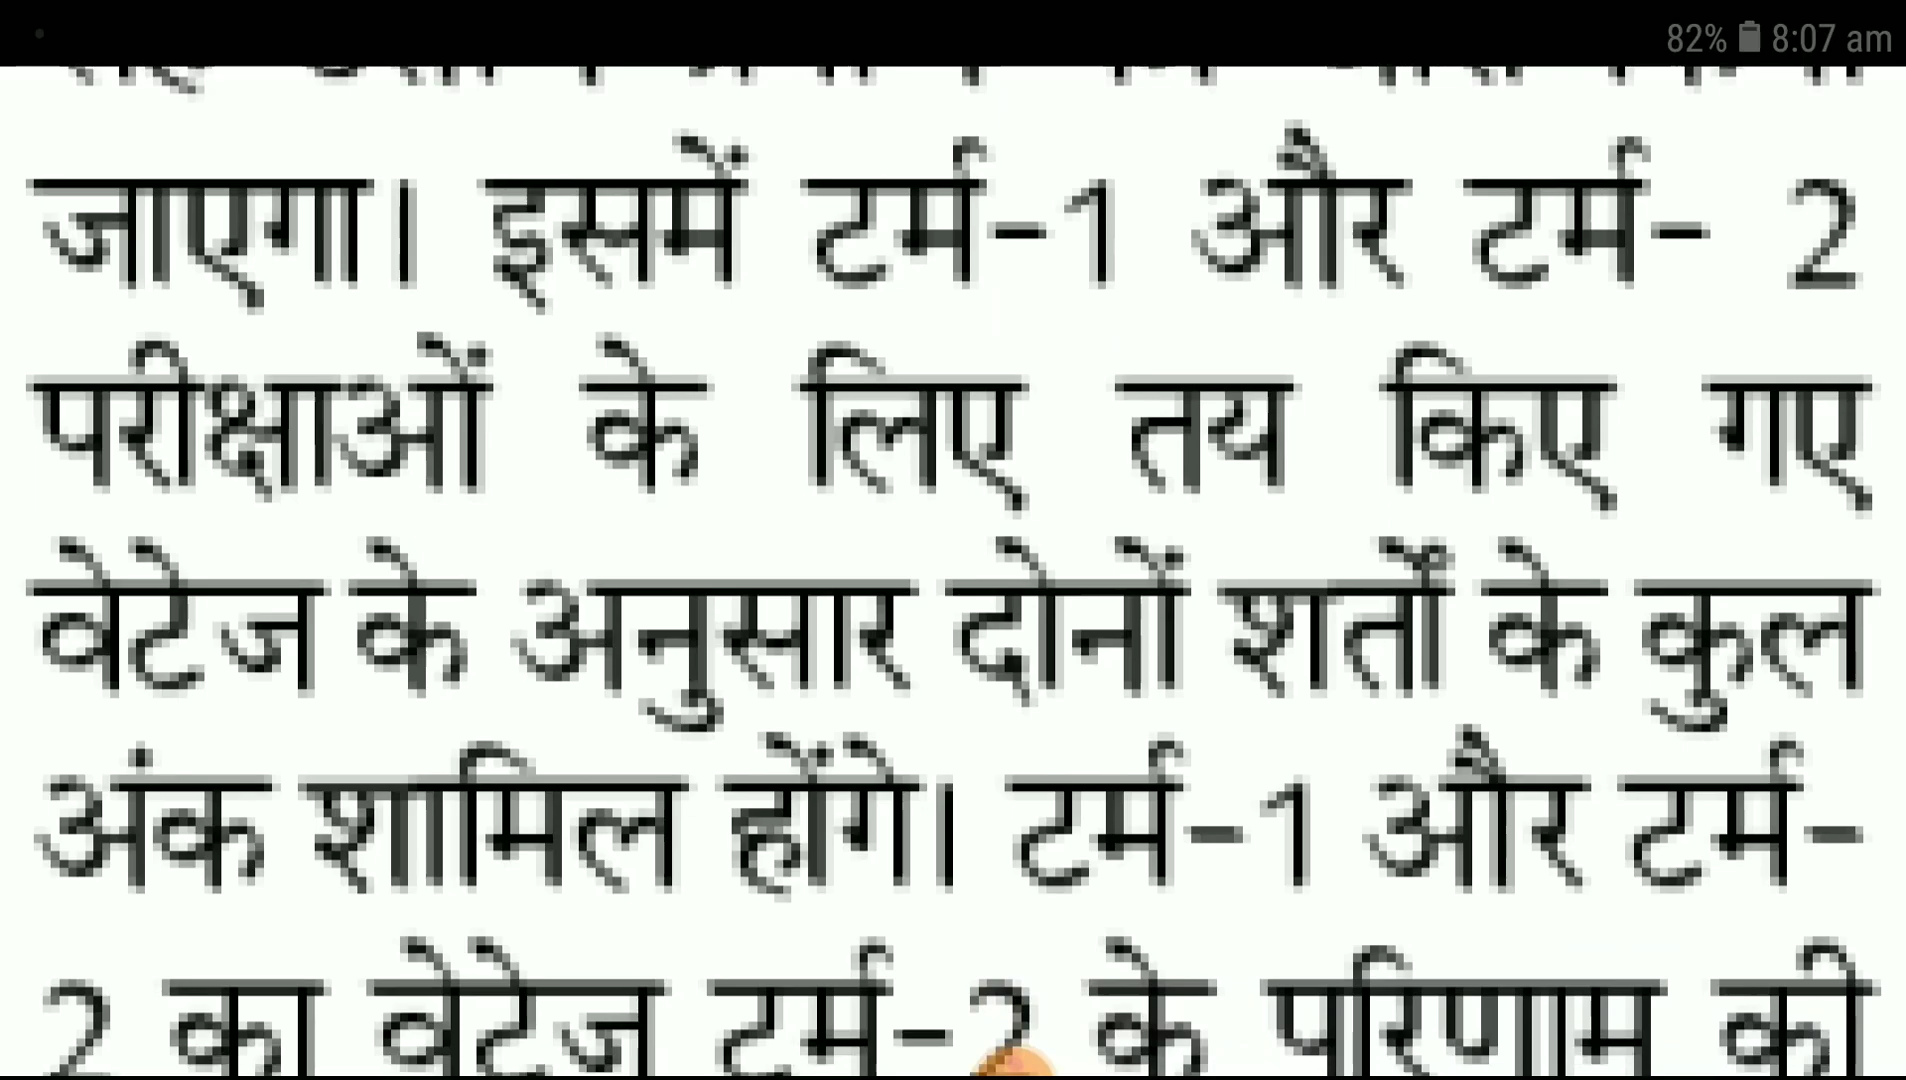 82% 8:07 am
जाएगा। इसमें टर्म-1 और टर्म- 2
परीक्षाओं के लिए तय किए गए
वेटेज के अनुसार दोनों शर्तों के कुल
अंक शामिल होंगे। टर्म-1 और टर्म-
2 का वेटेज टर्म-2 के परिणाम की